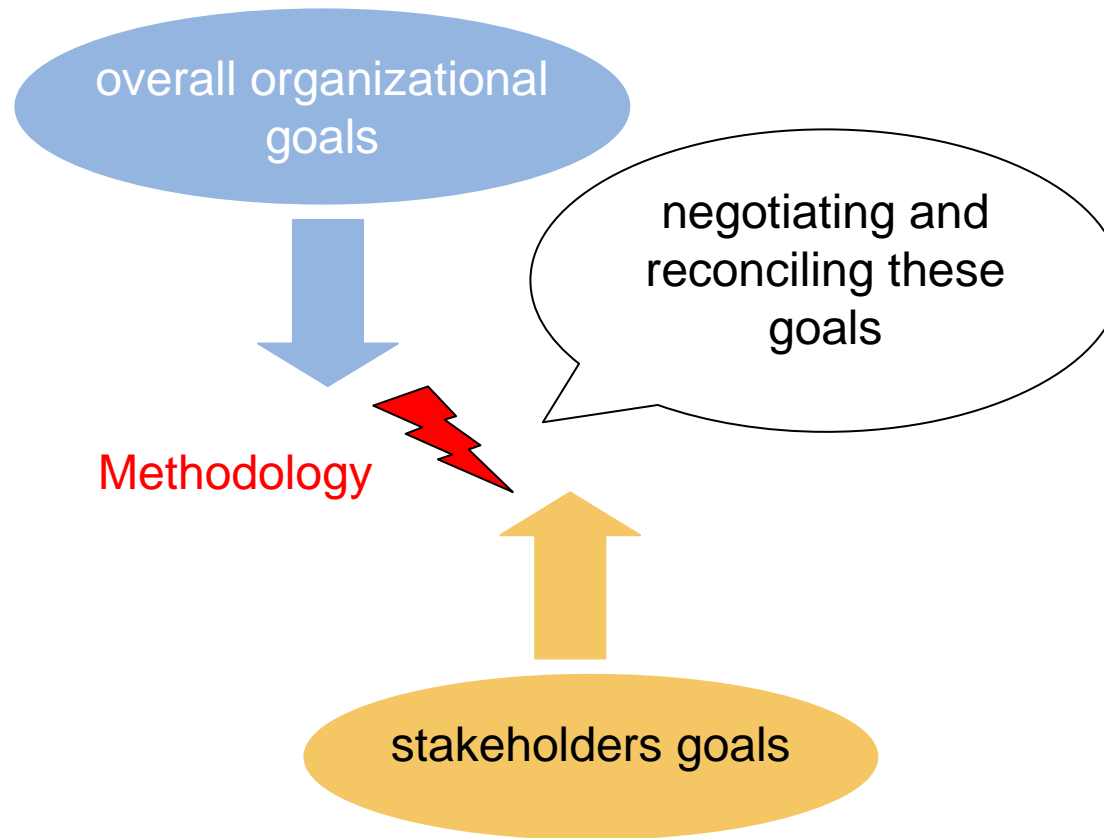 overall organizational
goals
negotiating and
reconciling these
goals
Methodology
stakeholders goals